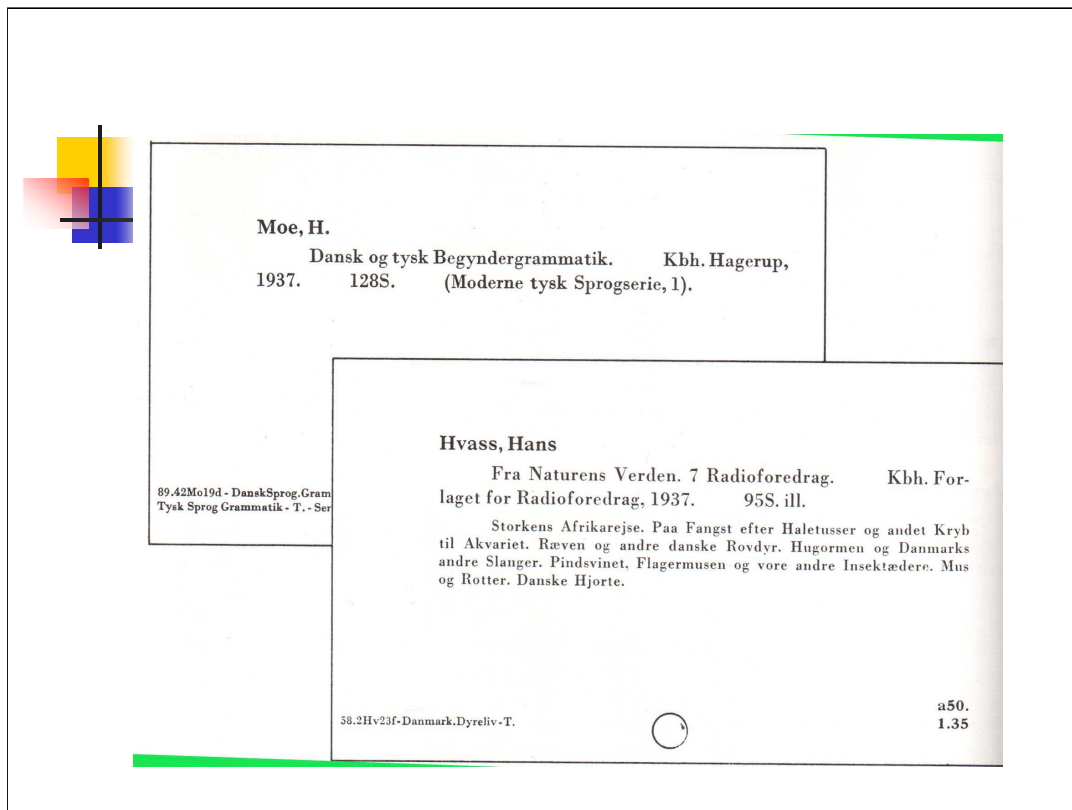 Moe, H.
Dansk og tysk Begyndergrammatik. Kbh. Hagerup,
1937. 128S. (Moderne tysk Sprogserie, 1).
89.42Mo19d - DanskSprog.Gram
Tysk Sprog Grammatik - T. - Ser
Hvass, Hans
Fra Naturens Verden. 7 Radioforedrag. Kbh. For-
laget for Radioforedrag, 1937. 95S. ill.
Storkens Afrikarejse. Paa Fangst efter Haletusser og andet Kryb
til Akvariet. Ræven og andre danske Rovdyr. Hugormen og Danmarks
andre Slanger. Pindsvinet, Flagermusen og vore andre Insektædere. Mus
og Rotter. Danske Hjorte.
58.2Hv23f-Danmark.Dyreliv-T.
a50.
1.35